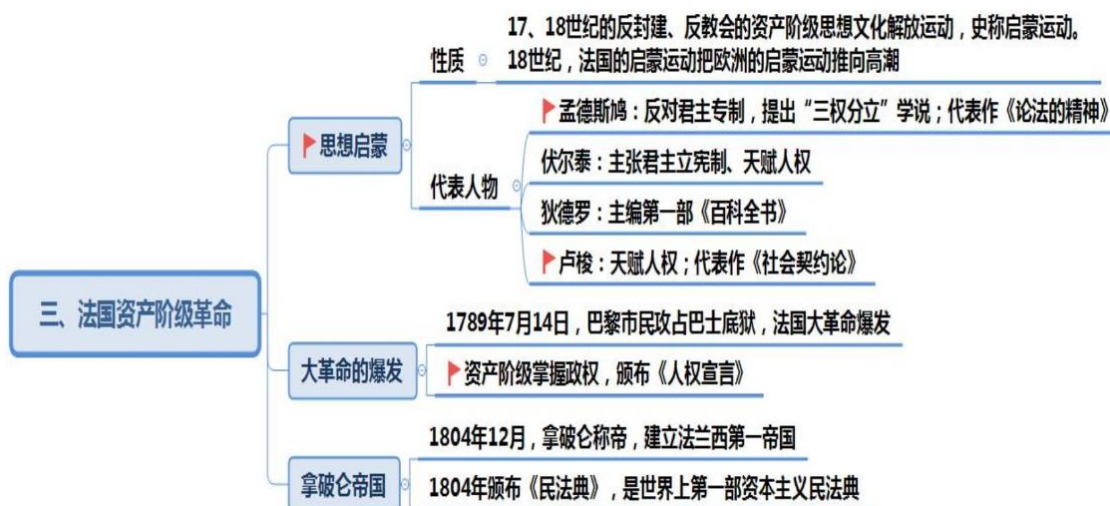 三、法国资产阶级革命
思想启蒙
性质
17、18世纪的反封建、反教会的资产阶级思想文化解放运动，史称启蒙运动。
18世纪，法国的启蒙运动把欧洲的启蒙运动推向高潮
代表人物
孟德斯鸠：反对君主专制，提出“三权分立”学说；代表作《论法的精神》
伏尔泰：主张君主立宪制、天赋人权
狄德罗：主编第一部《百科全书》
卢梭：天赋人权；代表作《社会契约论》
大革命的爆发
1789年7月14日，巴黎市民攻占巴士底狱，法国大革命爆发
资产阶级掌握政权，颁布《人权宣言》
拿破仑帝国
1804年12月，拿破仑称帝，建立法兰西第一帝国
1804年颁布《民法典》，是世界上第一部资本主义民法典